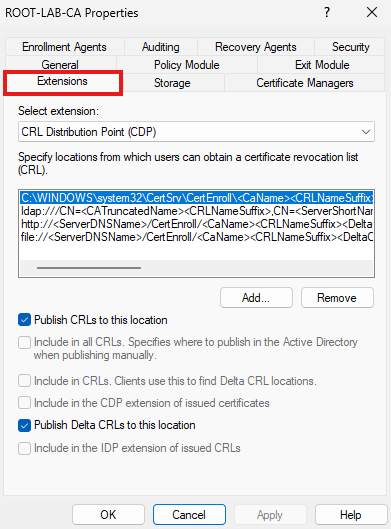 ROOT-LAB-CA Properties
Enrollment Agents Auditing Recovery Agents Security
General Policy Module Exit Module
Extensions Storage Certificate Managers
Select extension:
CRL Distribution Point (CDP)
Specify locations from which users can obtain a certificate revocation list
(CRL).
C:\WINDOWS\system32\CertSrv\CertEnroll\<CaName><CRLNameSuffix>
ldap:///CN=<CATruncatedName><CRLNameSuffix>,CN=<ServerShortNam
http://<ServerDNSName>/CertEnroll/<CaName><CRLNameSuffix><Delta
file://<ServerDNSName>/CertEnroll/<CaName><CRLNameSuffix><DeltaC
Add... Remove
Publish CRLs to this location
Include in all CRLs. Specifies where to publish in the Active Directory
when publishing manually.
Include in CRLs. Clients use this to find Delta CRL locations.
Include in the CDP extension of issued certificates
Publish Delta CRLs to this location
Include in the IDP extension of issued CRLs
OK Cancel Apply Help